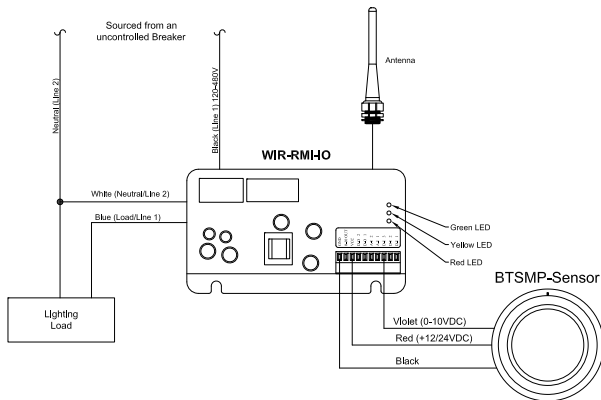 Sourced from an
uncontrolled Breaker
Neutral (Line 2)
Black (Line 1) 120-480V
Antenna
WIR-RMI-IO
White (Neutral/Line 2)
Blue (Load/Line 1)
Green LED
Yellow LED
Red LED
BTSMP-Sensor
Lighting
Load
Violet (0-10VDC)
Red (+12/24VDC)
Black